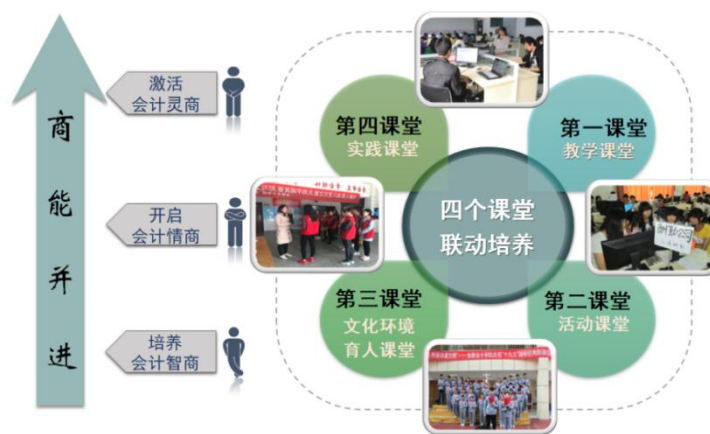 商能并进
激活
会计灵商
开启
会计情商
培养
会计智商
第四课堂
实践课堂
第一课堂
教学课堂
四个课堂
联动培养
第三课堂
文化环境
育人课堂
第二课堂
活动课堂